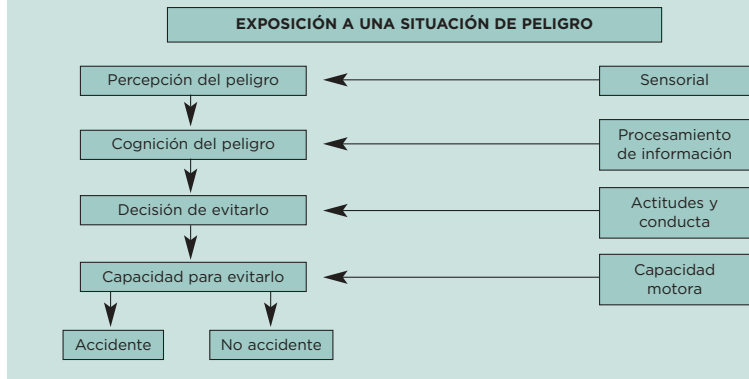 EXPOSICIÓN A UNA SITUACIÓN DE PELIGRO
Percepción del peligro
Sensorial
Cognición del peligro
Procesamiento
de información
Decisión de evitarlo
Actitudes y
conducta
Capacidad para evitarlo
Capacidad
motora
Accidente
No accidente